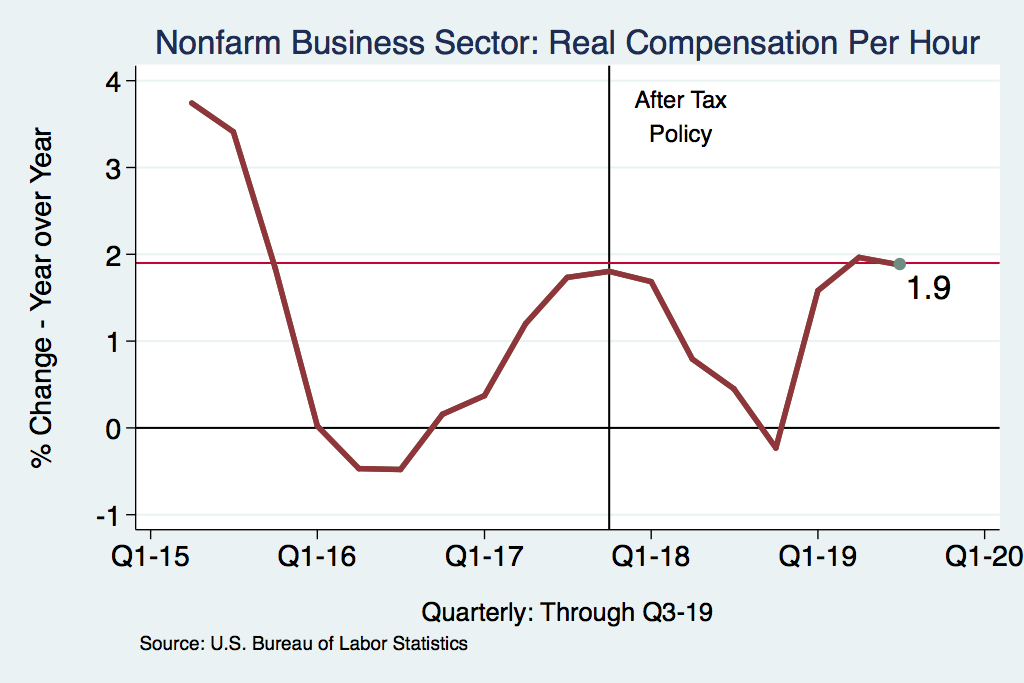 Nonfarm Business Sector: Real Compensation Per Hour
After Tax
Policy
% Change - Year over Year
4
3
2
1
0
-1
1.9
Q1-15
Q1-16
Q1-17
Q1-18
Q1-19
Q1-20
Quarterly: Through Q3-19
Source: U.S. Bureau of Labor Statistics